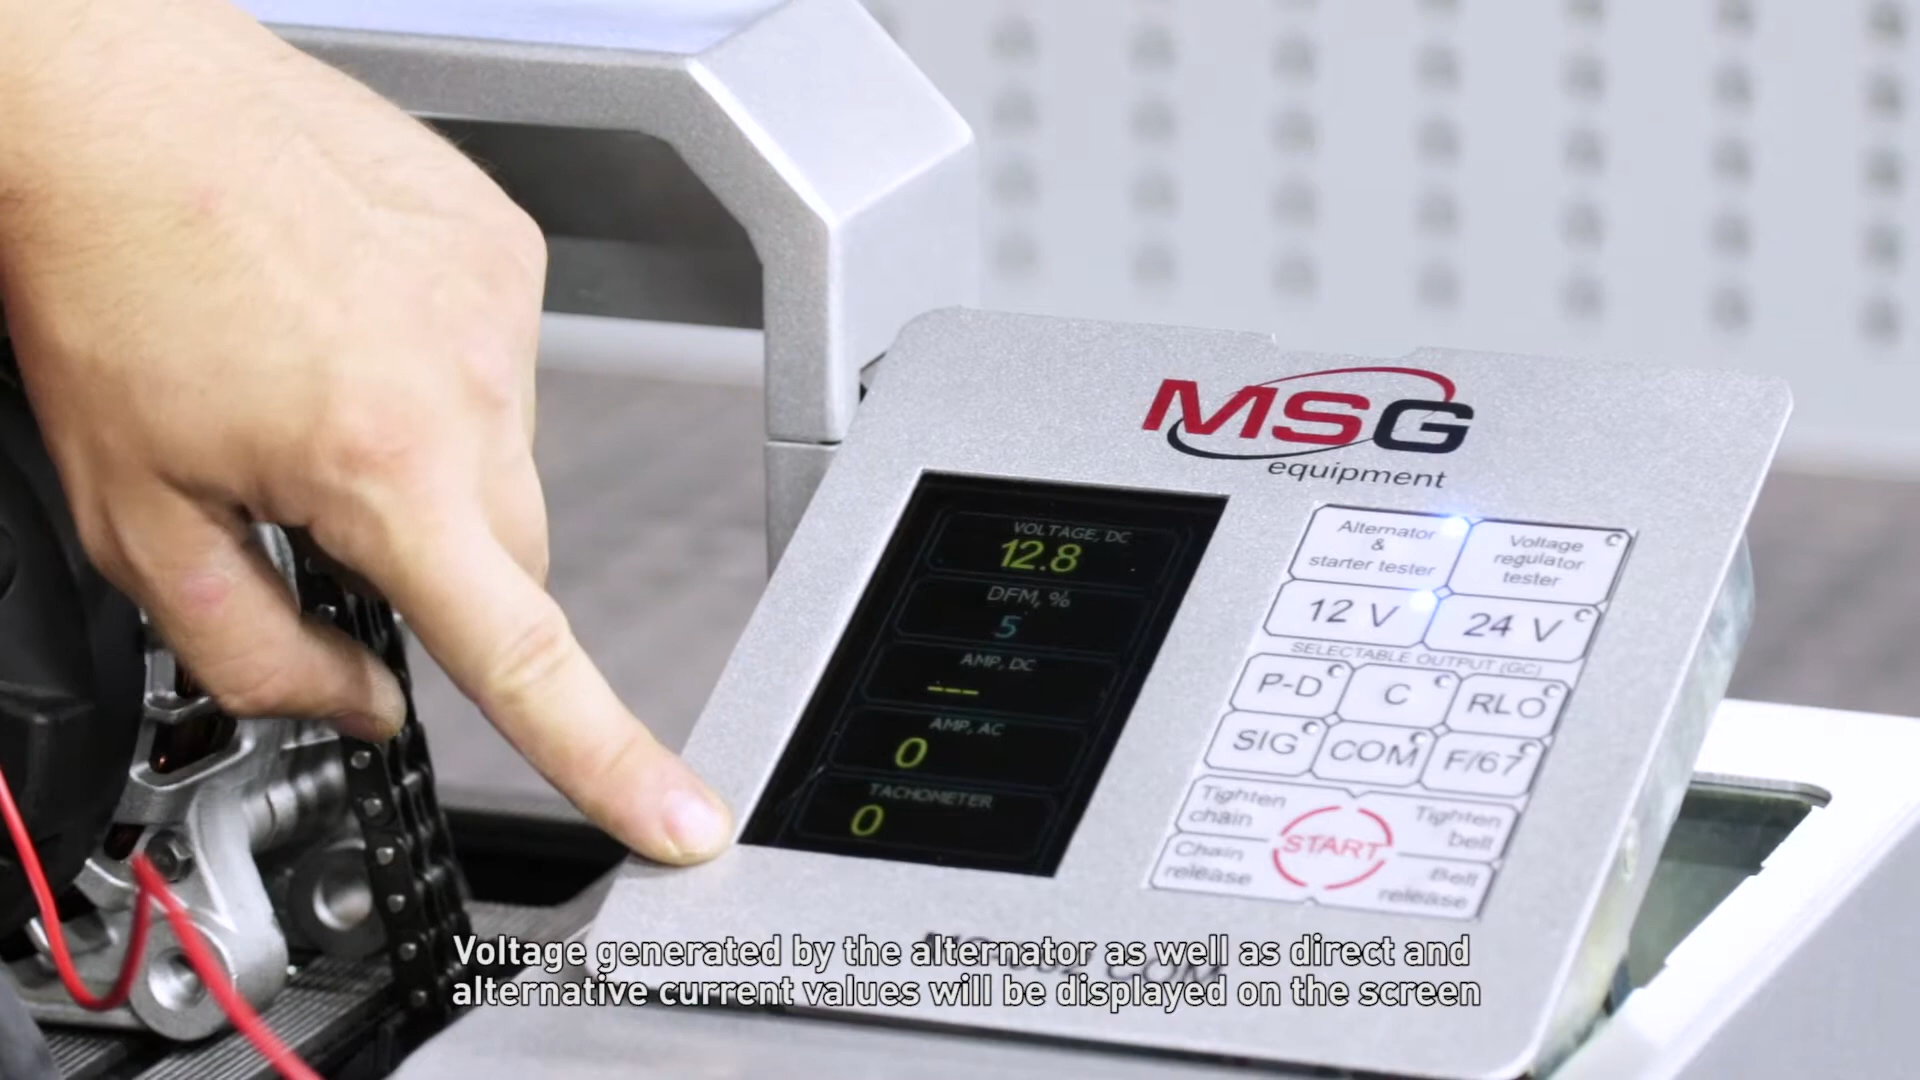 MSG
equipment
VOLTAGE, DC
12.8
DFM, %
5
AMP, DC
---
AMP, AC
0
TACHOMETER
0
Alternator
&
starter tester
Voltage
regulator
tester
12 V
24 V
SELECTABLE OUTPUT (GC)
P-D
C
RLO
SIG
COM
F/67
Tighten
chain
Tighten
belt
START
Chain
release
Belt
release
COM
Voltage generated by the alternator as well as direct and
alternative current values will be displayed on the screen